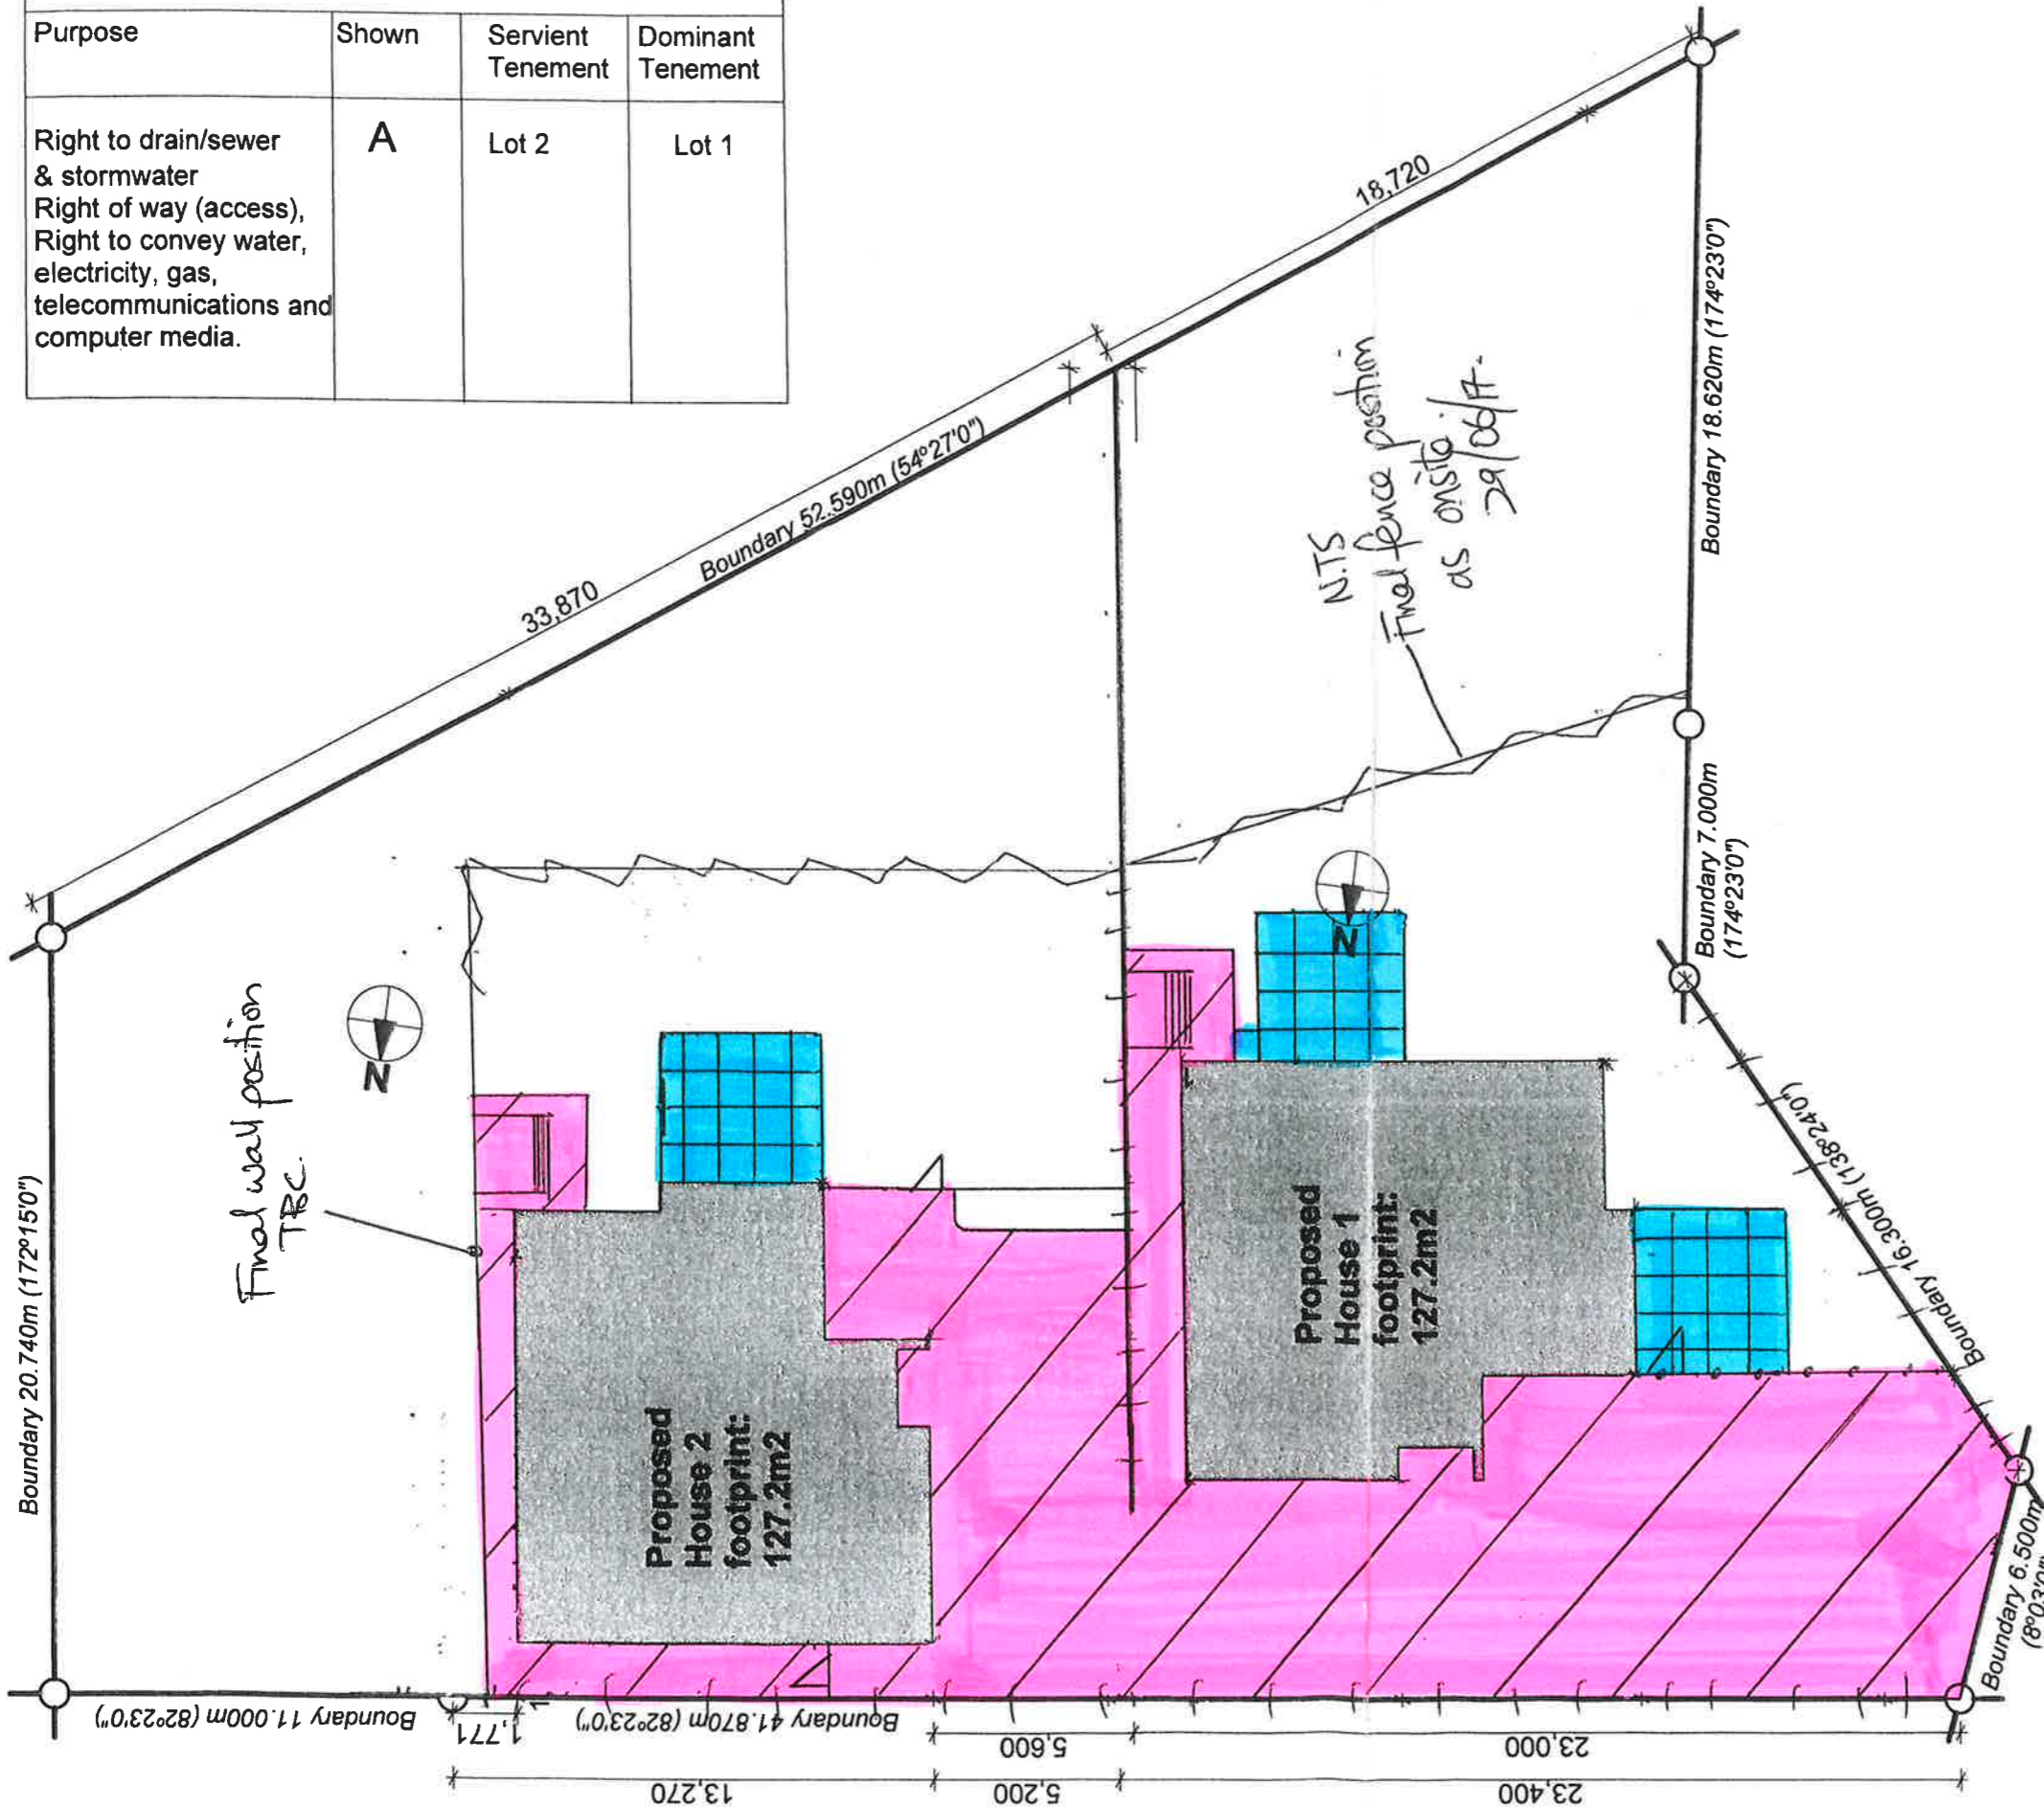 Purpose
Shown
Servient
Tenement
Dominant
Tenement
Right to drain/sewer
& stormwater
Right of way (access),
Right to convey water,
electricity, gas,
telecommunications and
computer media.
A
Lot 2
Lot 1
18,720
33,870
Boundary 52.590m (54°27'0")
Boundary 18.620m (174°23'0")
N.T.S
Final fence position
as onsite.
29/06/17.
Boundary 7.000m
(174°23'0")
N
N
Final wall position
TBC.
Boundary 20.740m (172°15'0")
Proposed
House 2
footprint:
127.2m2
Proposed
House 1
footprint:
127.2m2
Boundary 16.300m (138°24'0")
Boundary 6.500m
(8°03'0")
Boundary 11.000m (82°23'0")
1,771
Boundary 41.870m (82°23'0")
5,600
23,000
13,270
5,200
23,400